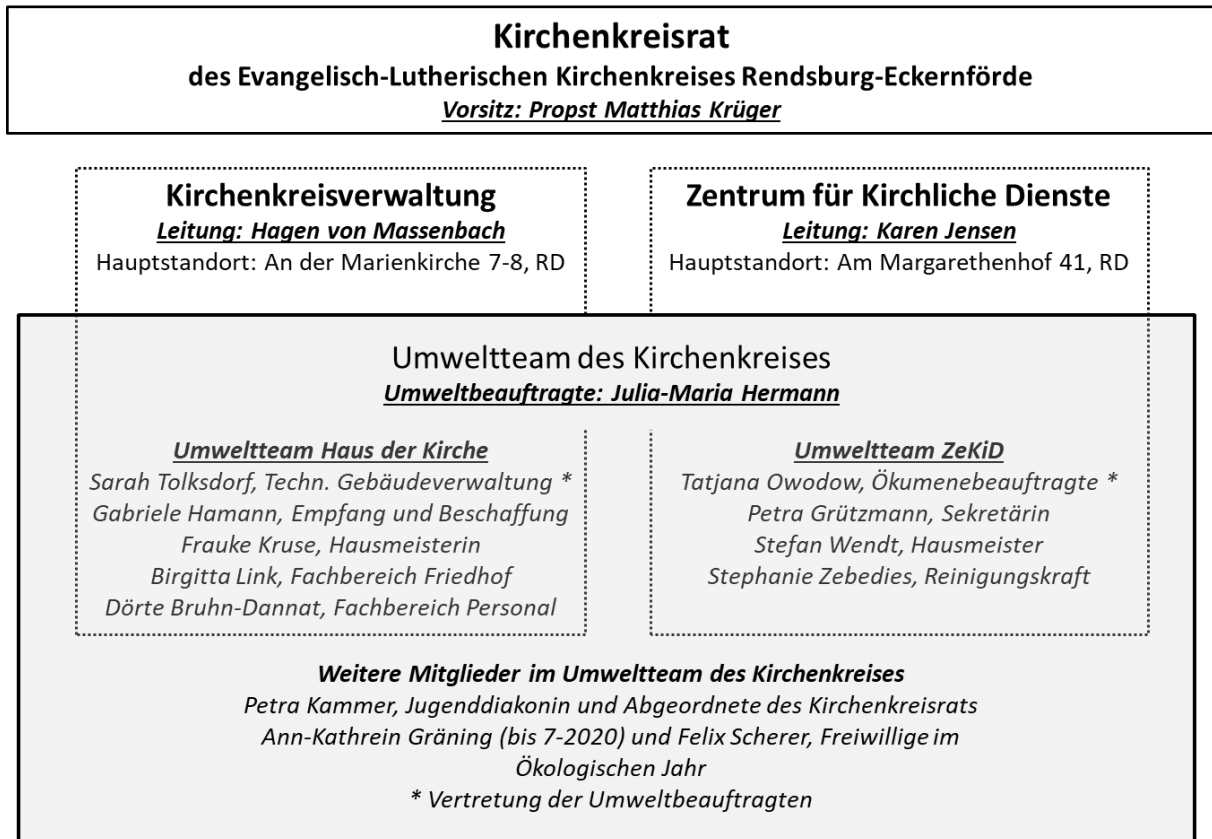 Kirchenkreisrat
des Evangelisch-Lutherischen Kirchenkreises Rendsburg-Eckernförde
Vorsitz: Propst Matthias Krüger
Kirchenkreisverwaltung
Leitung: Hagen von Massenbach
Hauptstandort: An der Marienkirche 7-8, RD
Zentrum für Kirchliche Dienste
Leitung: Karen Jensen
Hauptstandort: Am Margarethenhof 41, RD
Umweltteam des Kirchenkreises
Umweltbeauftragte: Julia-Maria Hermann
Umweltteam Haus der Kirche
Sarah Tolksdorf, Techn. Gebäudeverwaltung *
Gabriele Hamann, Empfang und Beschaffung
Frauke Kruse, Hausmeisterin
Birgitta Link, Fachbereich Friedhof
Dörte Bruhn-Dannat, Fachbereich Personal
Umweltteam ZeKiD
Tatjana Owodow, Ökumenebeauftragte *
Petra Grützmann, Sekretärin
Stefan Wendt, Hausmeister
Stephanie Zebedies, Reinigungskraft
Weitere Mitglieder im Umweltteam des Kirchenkreises
Petra Kammer, Jugenddiakonin und Abgeordnete des Kirchenkreisrats
Ann-Kathrein Gräning (bis 7-2020) und Felix Scherer, Freiwillige im
Ökologischen Jahr
* Vertretung der Umweltbeauftragten